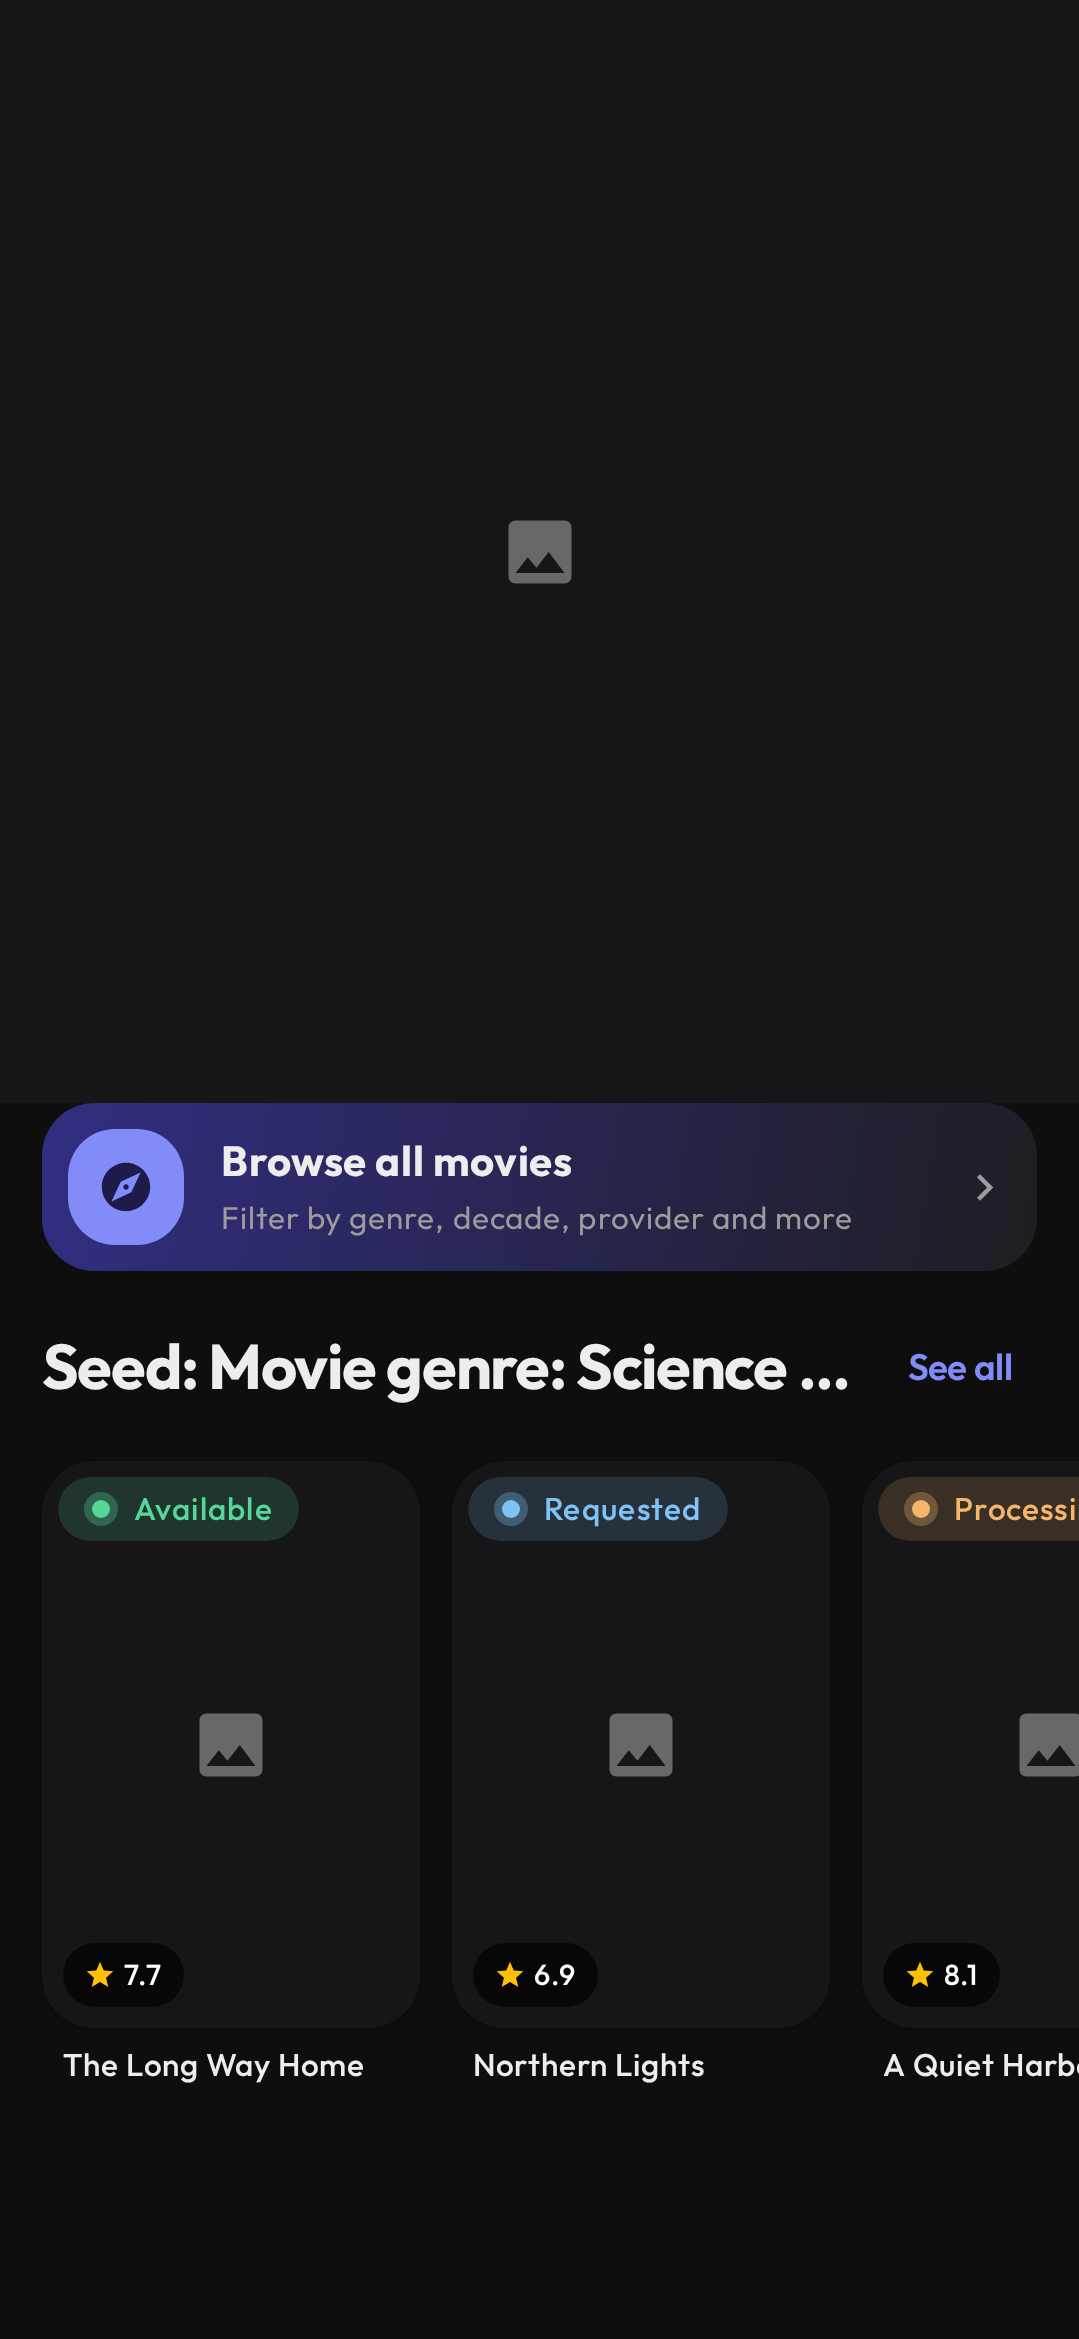 Browse all movies
Filter by genre, decade, provider and more
Seed: Movie genre: Science ...
See all
Available
Requested
Processi
7.7
6.9
8.1
The Long Way Home
Northern Lights
A Quiet Harb